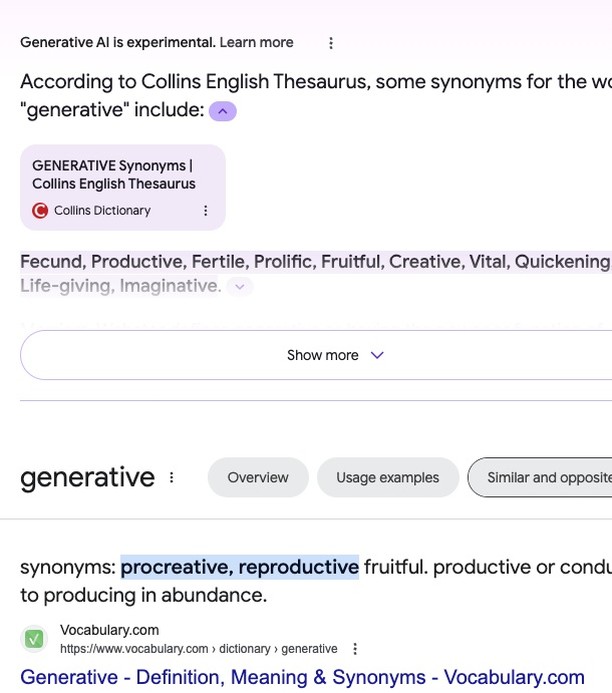 Generative AI is experimental. Learn more
According to Collins English Thesaurus, some synonyms for the
"generative" include:
GENERATIVE Synonyms |
Collins English Thesaurus
Collins Dictionary
Fecund, Productive, Fertile, Prolific, Fruitful, Creative, Vital, Quickening
Life-giving, Imaginative.
Show more
generative
Overview
Usage examples
Similar and opposite
synonyms: procreative, reproductive fruitful. productive or condu
to producing in abundance.
Vocabulary.com
https://www.vocabulary.com › dictionary › generative
Generative - Definition, Meaning & Synonyms - Vocabulary.com